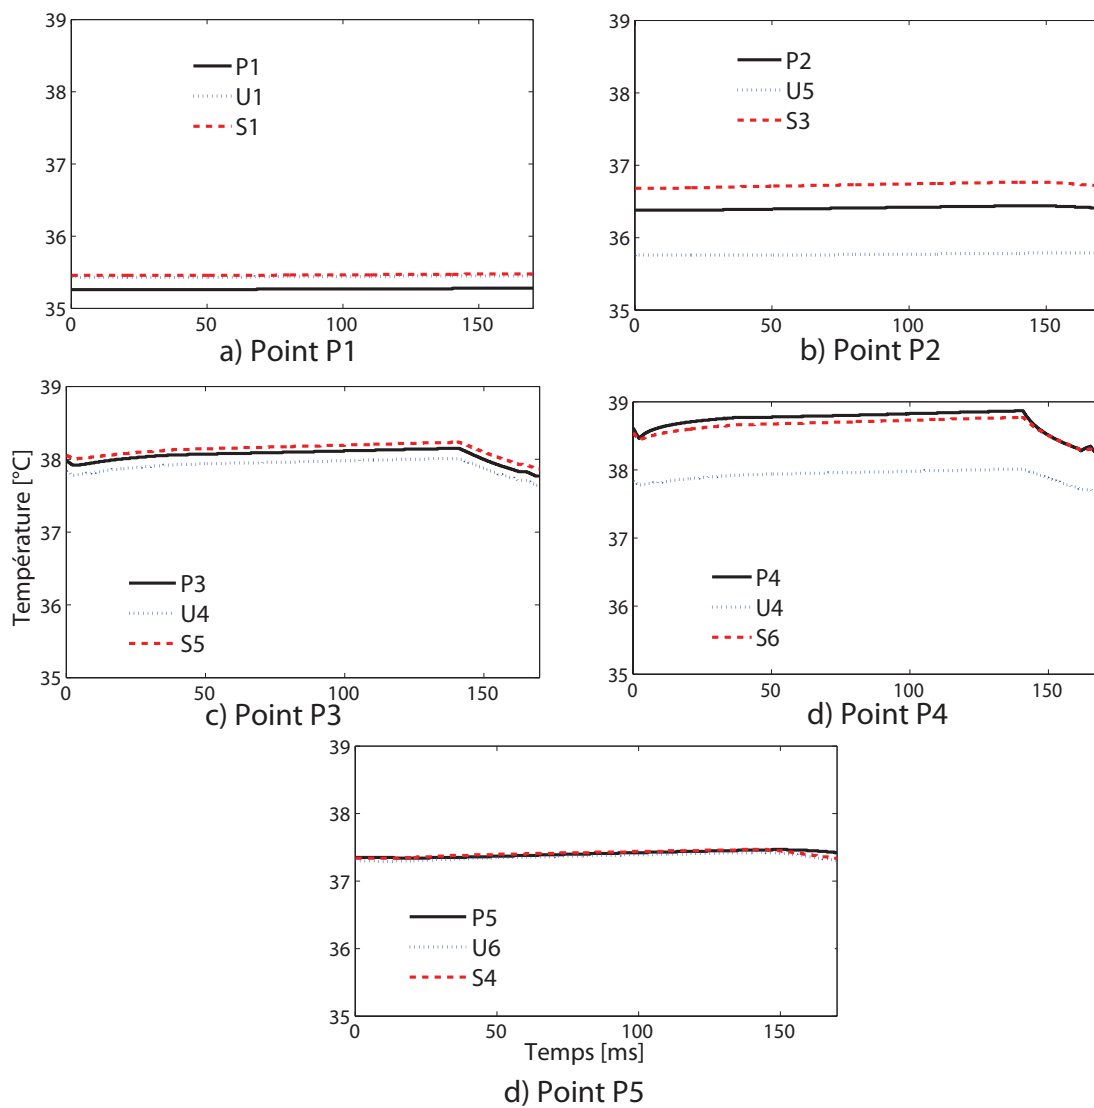 39
38
37
36
35
0
50
100
150
P1
U1
S1
a) Point P1
39
38
37
36
35
0
50
100
150
P2
U5
S3
b) Point P2
Température [°C]
39
38
37
36
35
0
50
100
150
P3
U4
S5
c) Point P3
39
38
37
36
35
0
50
100
150
P4
U4
S6
d) Point P4
39
38
37
36
35
0
50
100
150
P5
U6
S4
Temps [ms]
d) Point P5